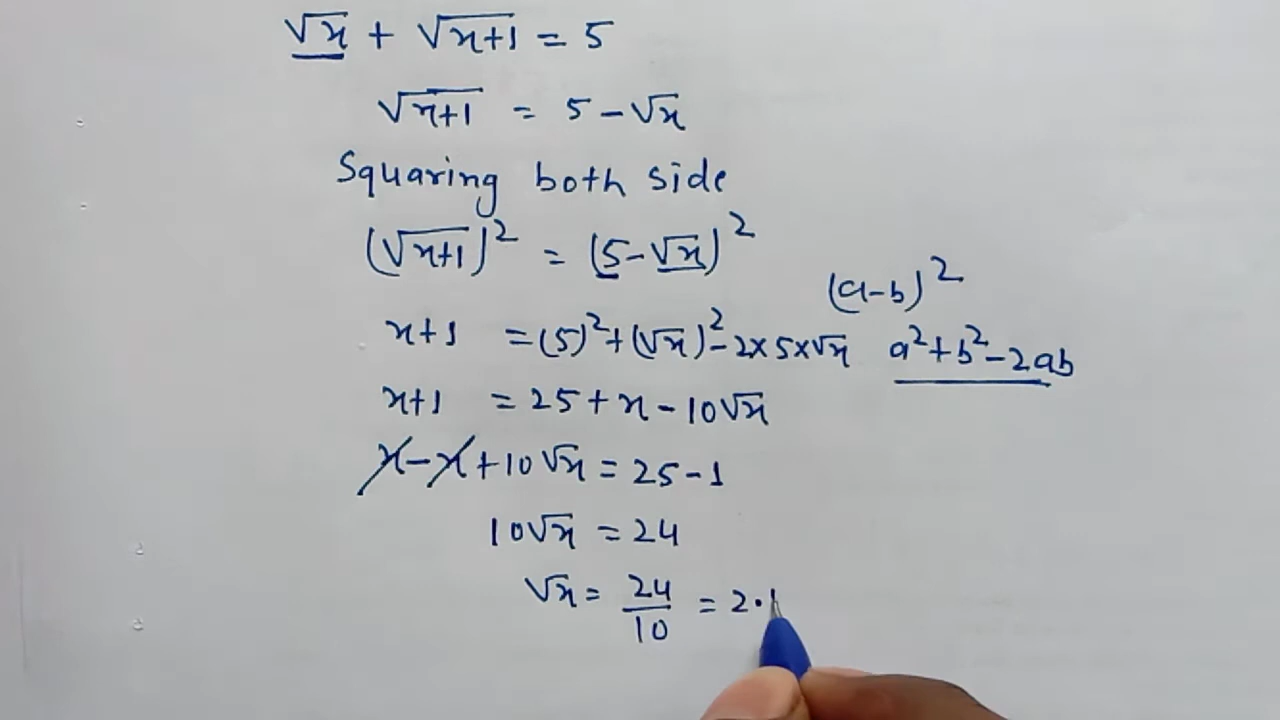 √x + √x+1 = 5
√x+1 = 5 - √x
Squaring both side
(√x+1)² = (5-√x)²
(a-b)²
x+1 = (5)²+(√x)²-2×5×√x a²+b²-2ab
x+1 = 25+x-10√x
x-x+10√x = 25-1
10√x = 24
√x = 24/10 = 2.